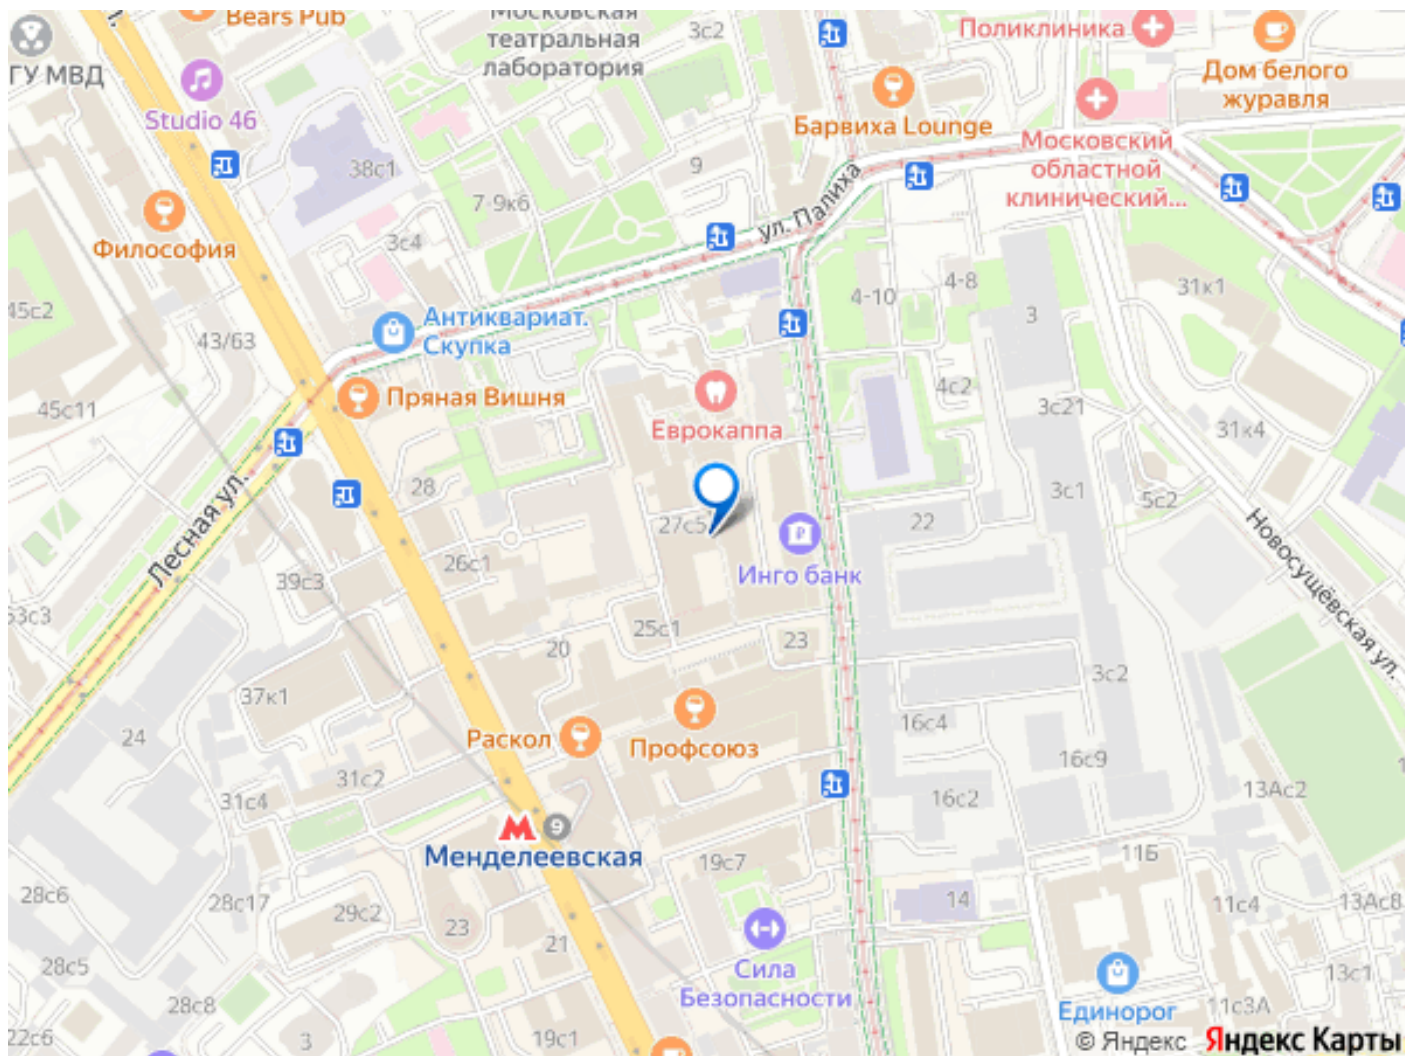 Bears Pub
Московская
театральная
лаборатория
3с2
Поликлиника
ГУ МВД
Studio 46
Дом белого
журавля
Барвиха Lounge
Московский
областной
клинический...
38с1
9
7-9к6
ул. Палиха
Философия
3с4
45с2
43/63
Антиквариат.
Скупка
4-10
4-8
3
31к1
Пряная Вишня
45с11
Еврокаппа
4с2
3с21
31к4
28
Лесная ул.
27с5
22
3с1
5с2
Новосущёвская ул.
Инго банк
39с3
26с1
53с3
25с1
20
23
3с2
37к1
24
Раскол
Профсоюз
16с4
16с9
31с2
31с4
16с2
13Ас2
9
Менделеевская
19с7
11Б
28с6
28с17
29с2
23
21
14
11с4
13Ас8
Сила
Безопасности
28с5
28с8
Единорог
11с3А
13с1
22с6
3
19с1
© Яндекс Яндекс Карты